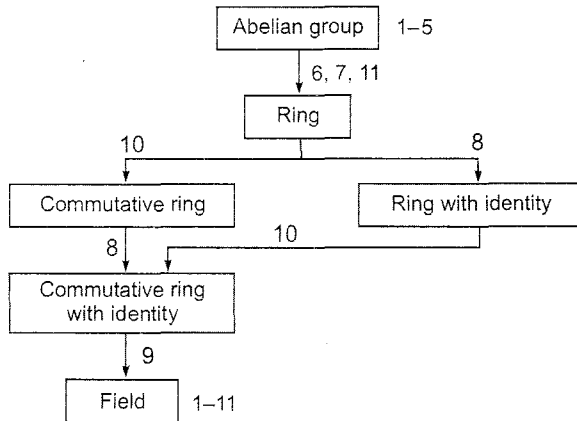 Abelian group 1–5
6, 7, 11
Ring
10 8
Commutative ring Ring with identity
8 10
Commutative ring
with identity
9
Field 1–11